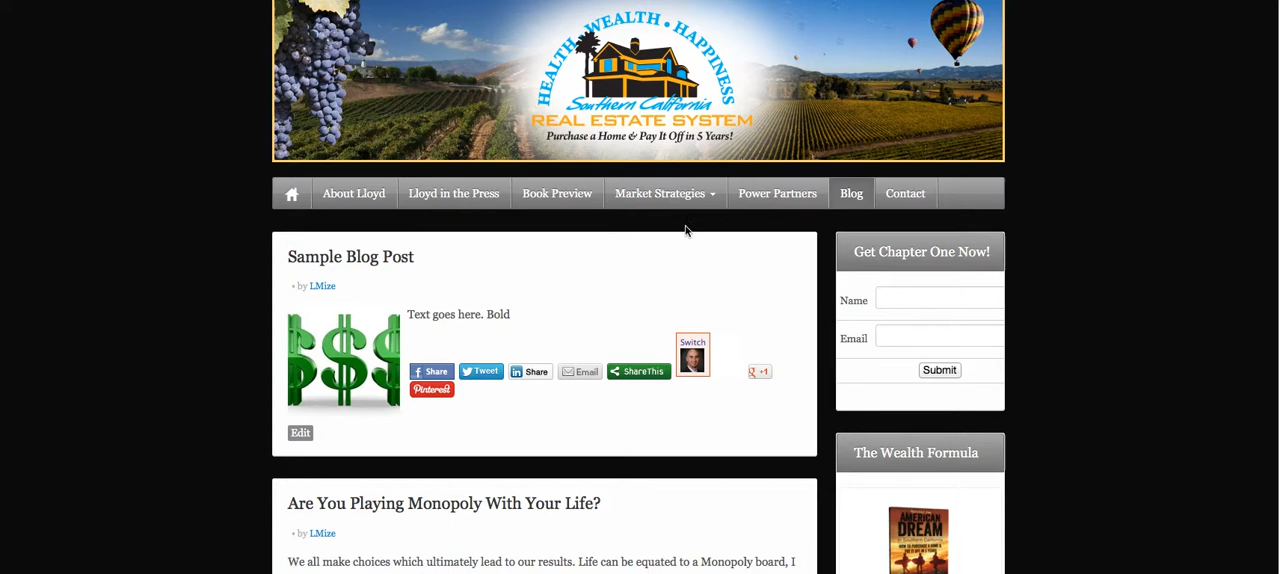 HEALTH • WEALTH • HAPPINESS
Southern California
REAL ESTATE SYSTEM
Purchase a Home & Pay It Off in 5 Years!
About Lloyd Lloyd in the Press Book Preview Market Strategies Power Partners Blog Contact
Sample Blog Post
• by LMize
Text goes here. Bold
Switch
Share Tweet Share Email ShareThis +1
Pinterest
Edit
Are You Playing Monopoly With Your Life?
• by LMize
We all make choices which ultimately lead to our results. Life can be equated to a Monopoly board, I
Get Chapter One Now!
Name
Email
Submit
The Wealth Formula
AMERICAN
DREAM